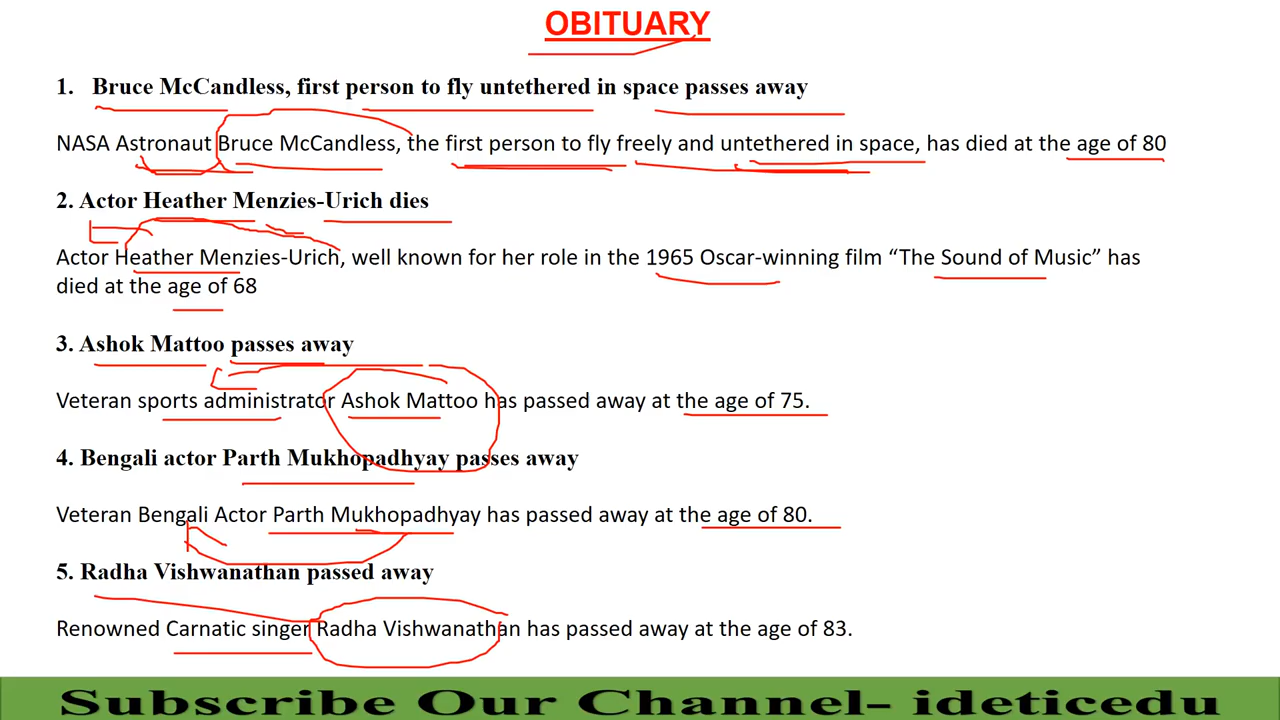 OBITUARY
1. Bruce McCandless, first person to fly untethered in space passes away
NASA Astronaut Bruce McCandless, the first person to fly freely and untethered in space, has died at the age of 80
2. Actor Heather Menzies-Urich dies
Actor Heather Menzies-Urich, well known for her role in the 1965 Oscar-winning film “The Sound of Music” has
died at the age of 68
3. Ashok Mattoo passes away
Veteran sports administrator Ashok Mattoo has passed away at the age of 75.
4. Bengali actor Parth Mukhopadhyay passes away
Veteran Bengali Actor Parth Mukhopadhyay has passed away at the age of 80.
5. Radha Vishwanathan passed away
Renowned Carnatic singer Radha Vishwanathan has passed away at the age of 83.
Subscribe Our Channel- ideticedu